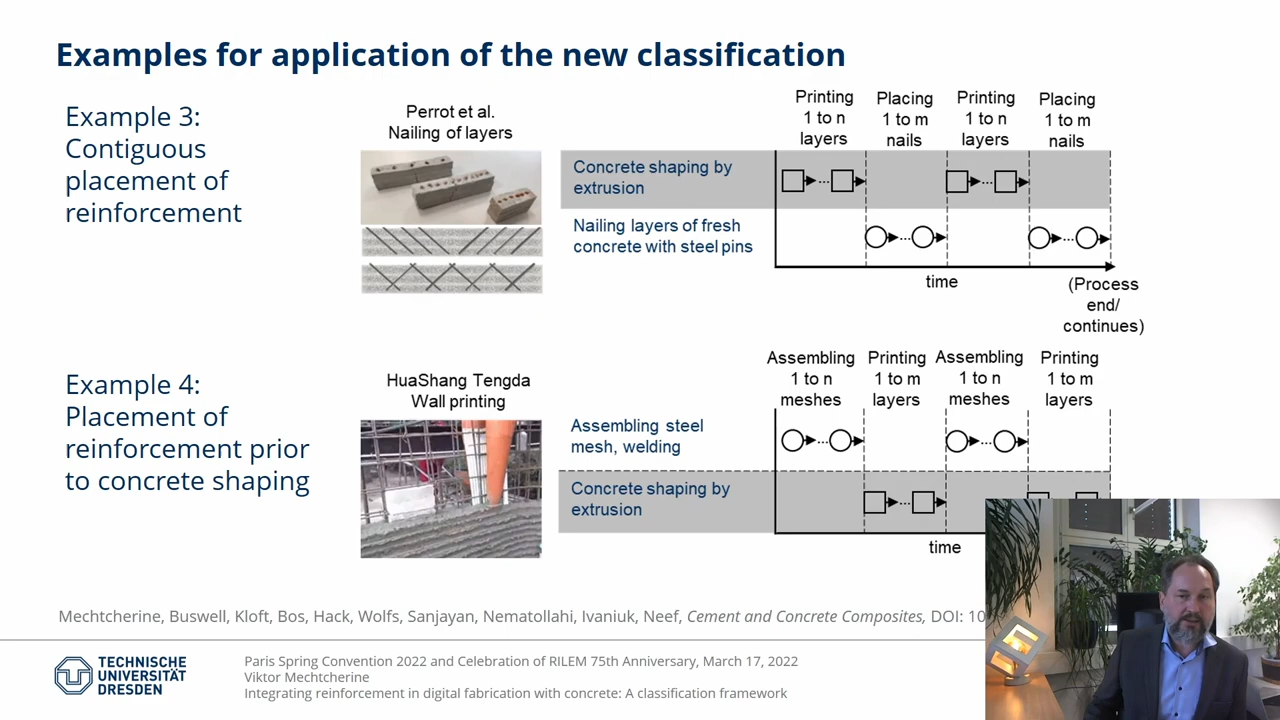 Examples for application of the new classification
Example 3:
Contiguous
placement of
reinforcement
Perrot et al.
Nailing of layers
Printing
1 to n
layers
Placing
1 to m
nails
Printing
1 to n
layers
Placing
1 to m
nails
Concrete shaping by
extrusion
Nailing layers of fresh
concrete with steel pins
time
(Process
end/
continues)
Example 4:
Placement of
reinforcement prior
to concrete shaping
HuaShang Tengda
Wall printing
Assembling
1 to n
meshes
Printing
1 to m
layers
Assembling
1 to n
meshes
Printing
1 to m
layers
Assembling steel
mesh, welding
Concrete shaping by
extrusion
time
Mechtcherine, Buswell, Kloft, Bos, Hack, Wolfs, Sanjayan, Nematollahi, Ivaniuk, Neef, Cement and Concrete Composites, DOI: 10
TECHNISCHE
UNIVERSITÄT
DRESDEN
Paris Spring Convention 2022 and Celebration of RILEM 75th Anniversary, March 17, 2022
Viktor Mechtcherine
Integrating reinforcement in digital fabrication with concrete: A classification framework